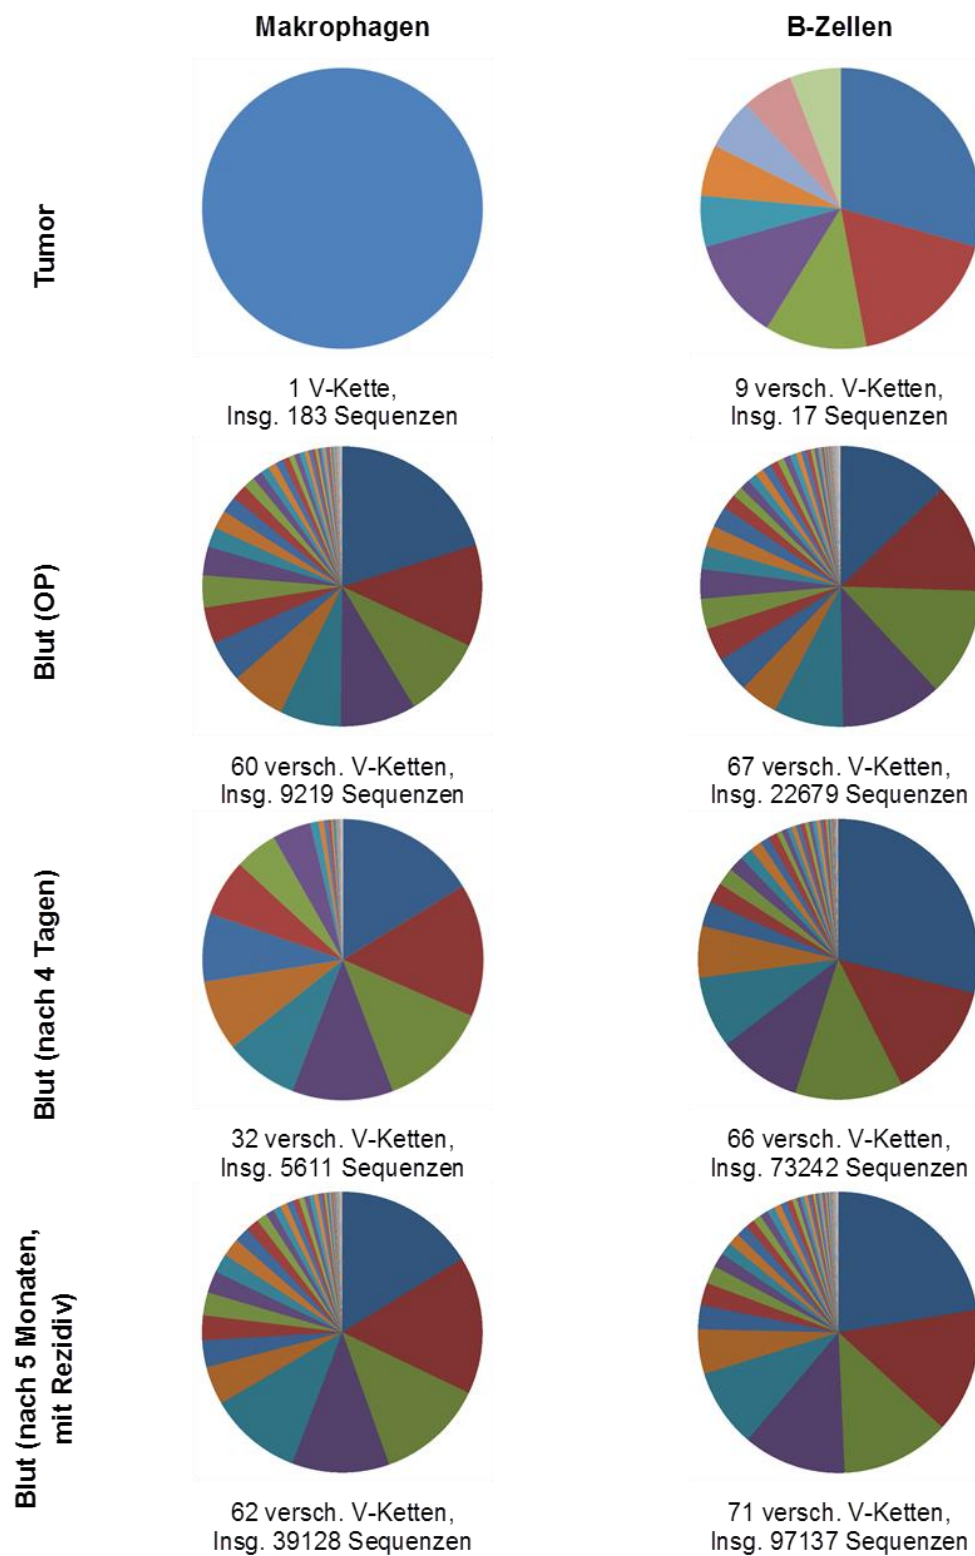 Makrophagen
B-Zellen
Tumor
1 V-Kette,
Insg. 183 Sequenzen
9 versch. V-Ketten,
Insg. 17 Sequenzen
Blut (OP)
60 versch. V-Ketten,
Insg. 9219 Sequenzen
67 versch. V-Ketten,
Insg. 22679 Sequenzen
Blut (nach 4 Tagen)
32 versch. V-Ketten,
Insg. 5611 Sequenzen
66 versch. V-Ketten,
Insg. 73242 Sequenzen
Blut (nach 5 Monaten,
mit Rezidiv)
62 versch. V-Ketten,
Insg. 39128 Sequenzen
71 versch. V-Ketten,
Insg. 97137 Sequenzen